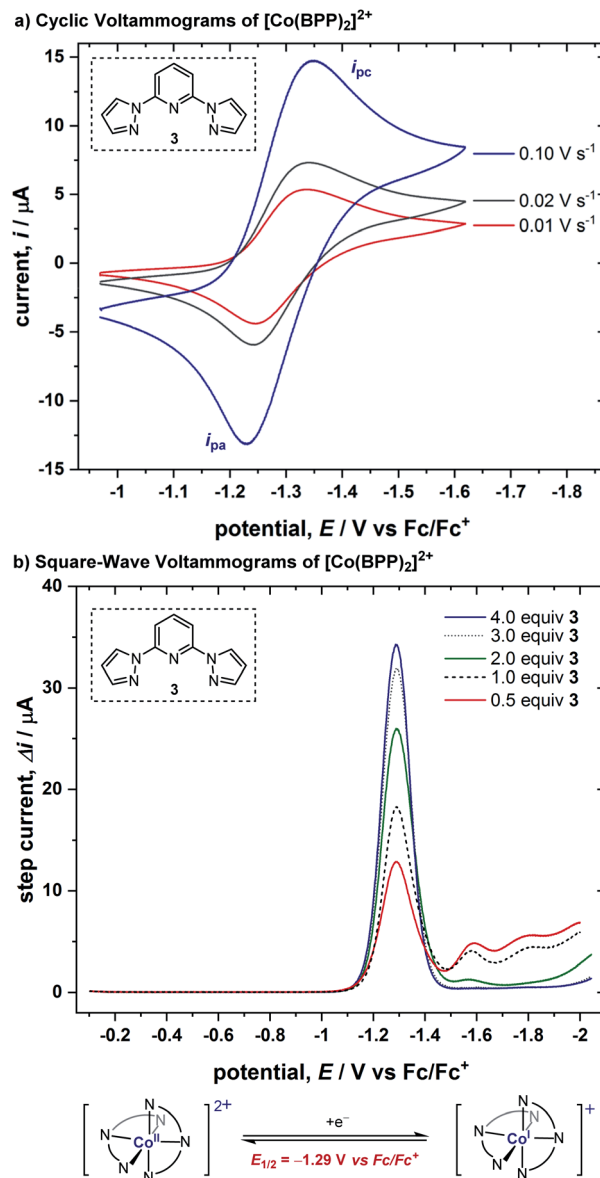 a) Cyclic Voltammograms of [Co(BPP)₂]²⁺
15
10
5
0
-5
-10
-15
current, i / μA
N
N
N
N
N
3
ipc
ipa
0.10 V s⁻¹
0.02 V s⁻¹
0.01 V s⁻¹
-1 -1.1 -1.2 -1.3 -1.4 -1.5 -1.6 -1.7 -1.8
potential, E / V vs Fc/Fc⁺
b) Square-Wave Voltammograms of [Co(BPP)₂]²⁺
40
30
20
10
0
step current, Δi / μA
N
N
N
N
N
3
4.0 equiv 3
3.0 equiv 3
2.0 equiv 3
1.0 equiv 3
0.5 equiv 3
-0.2 -0.4 -0.6 -0.8 -1 -1.2 -1.4 -1.6 -1.8 -2
potential, E / V vs Fc/Fc⁺
N
N
N
N
N
N
Coᴵᴵ
2+
+e⁻
E1/2 = −1.29 V vs Fc/Fc⁺
N
N
N
N
N
N
Coᴵ
+